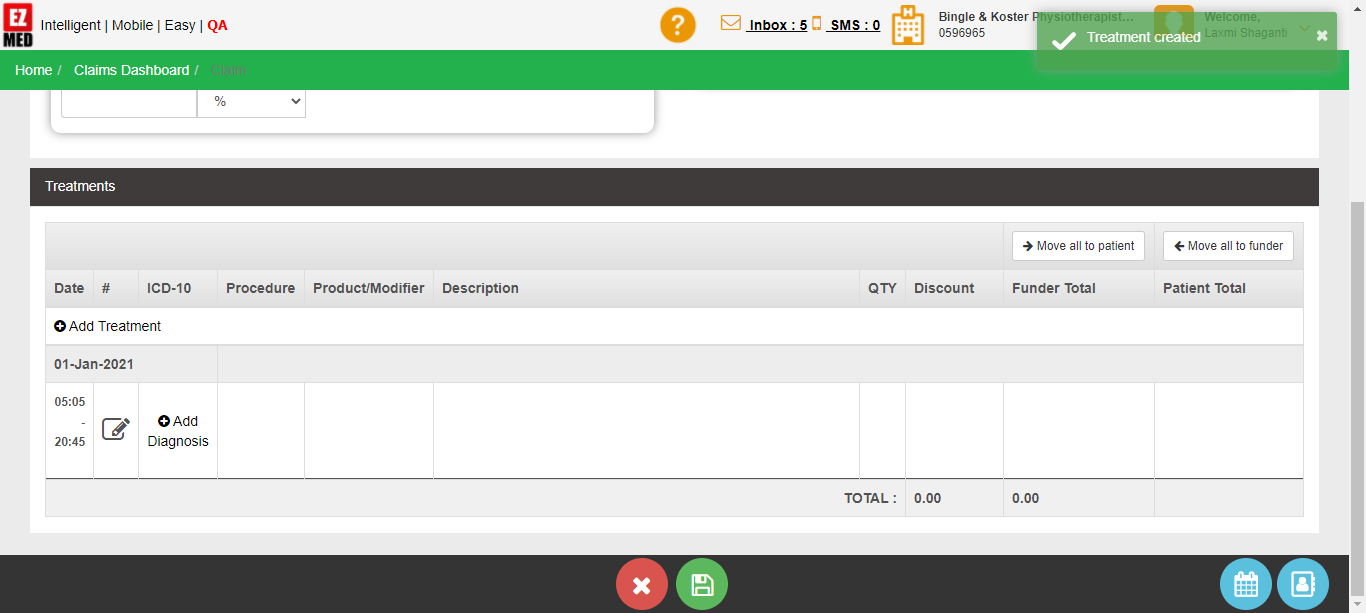 EZ
MED
Intelligent | Mobile | Easy | QA
?
Inbox : 5
SMS : 0
H
Bingle & Koster Physiotherapist...
0596965
Welcome,
Laxmi Shaganti
Treatment created
Home / Claims Dashboard / Claim
%
Treatments
Move all to patient
Move all to funder
Date # ICD-10 Procedure Product/Modifier Description QTY Discount Funder Total Patient Total
Add Treatment
01-Jan-2021
05:05
-
20:45
Add
Diagnosis
TOTAL : 0.00 0.00